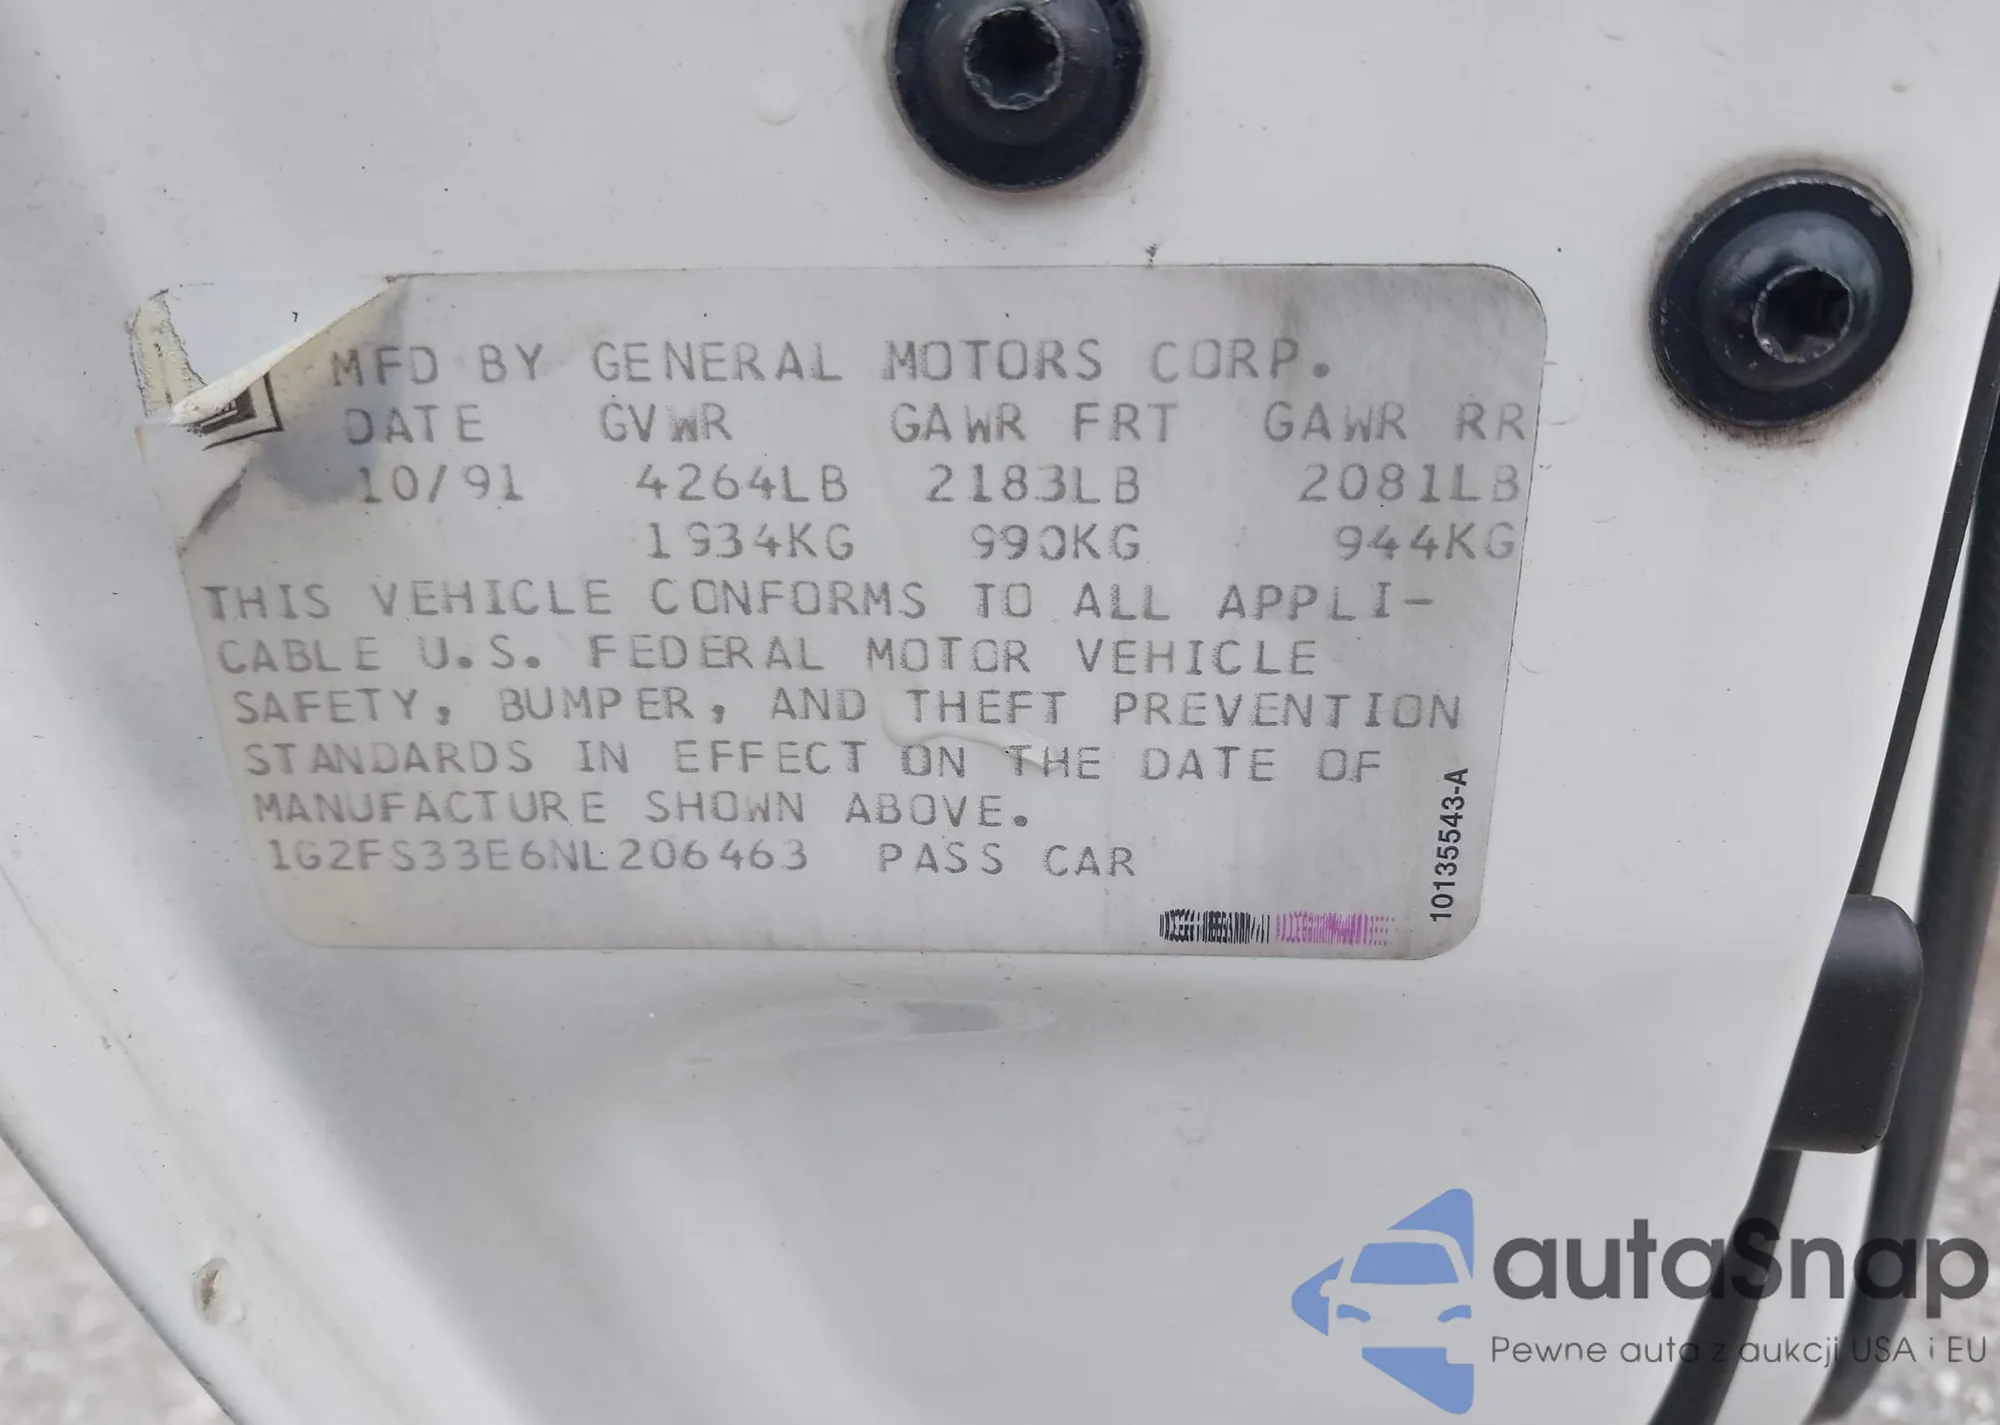 MFD BY GENERAL MOTORS CORP.
DATE GVWR GAWR FRT GAWR RR
10/91 4264LB 2183LB 2081LB
1934KG 990KG 944KG
THIS VEHICLE CONFORMS TO ALL APPLI-
CABLE U.S. FEDERAL MOTOR VEHICLE
SAFETY, BUMPER, AND THEFT PREVENTION
STANDARDS IN EFFECT ON THE DATE OF
MANUFACTURE SHOWN ABOVE.
1G2FS33E6NL206463 PASS CAR
10135543-A
autoSnap
Pewne auta z aukcji USA i EU